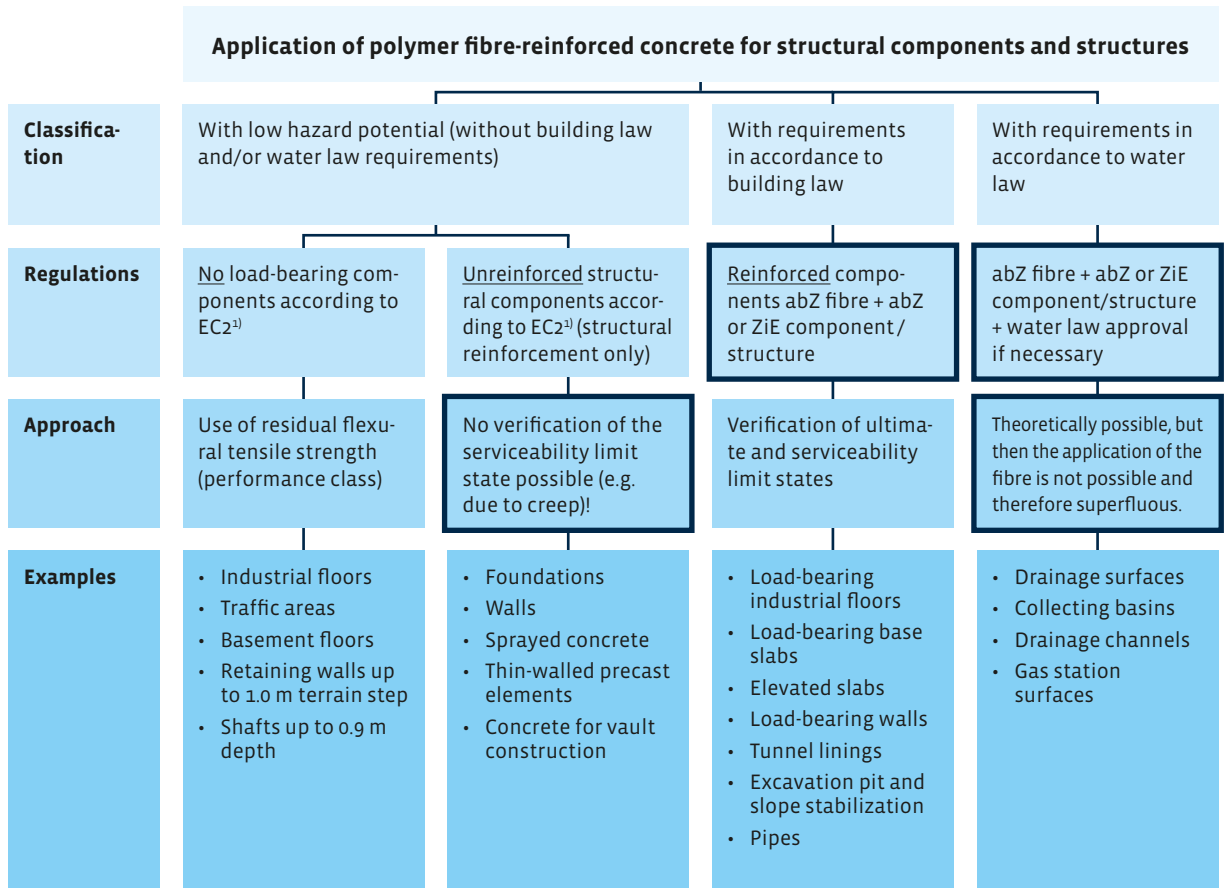 Application of polymer fibre-reinforced concrete for structural components and structures
Classifica-
tion
With low hazard potential (without building law
and/or water law requirements)
With requirements
in accordance to
building law
With requirements in
accordance to water
law
Regulations
No load-bearing com-
ponents according to
EC2¹⁾
Unreinforced structu-
ral components accor-
ding to EC2¹⁾ (structural
reinforcement only)
Reinforced compo-
nents abZ fibre + abZ
or ZiE component/
structure
abZ fibre + abZ or ZiE
component/structure
+ water law approval
if necessary
Approach
Use of residual flexu-
ral tensile strength
(performance class)
No verification of the
serviceability limit
state possible (e.g.
due to creep)!
Verification of ultima-
te and serviceability
limit states
Theoretically possible, but
then the application of the
fibre is not possible and
therefore superfluous.
Examples
• Industrial floors
• Traffic areas
• Basement floors
• Retaining walls up
to 1.0 m terrain step
• Shafts up to 0.9 m
depth
• Foundations
• Walls
• Sprayed concrete
• Thin-walled precast
elements
• Concrete for vault
construction
• Load-bearing
industrial floors
• Load-bearing base
slabs
• Elevated slabs
• Load-bearing walls
• Tunnel linings
• Excavation pit and
slope stabilization
• Pipes
• Drainage surfaces
• Collecting basins
• Drainage channels
• Gas station
surfaces